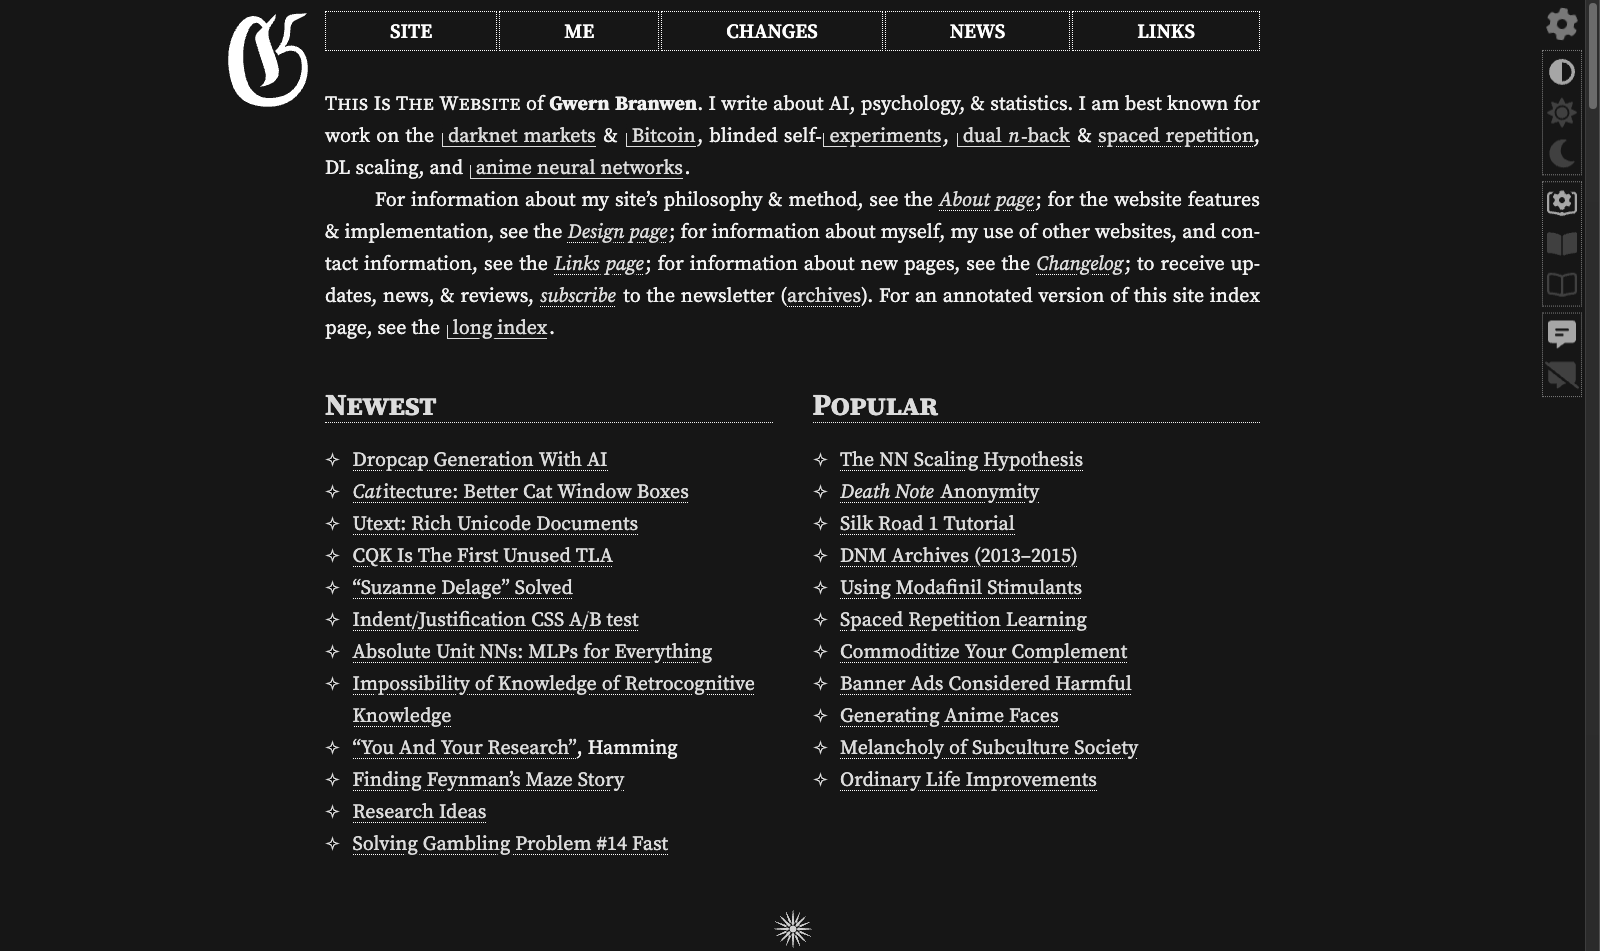 G
SITE
ME
CHANGES
NEWS
LINKS
THIS IS THE WEBSITE of Gwern Branwen. I write about AI, psychology, & statistics. I am best known for
work on the darknet markets & Bitcoin, blinded self-experiments, dual n-back & spaced repetition,
DL scaling, and anime neural networks.
For information about my site’s philosophy & method, see the About page; for the website features
& implementation, see the Design page; for information about myself, my use of other websites, and con-
tact information, see the Links page; for information about new pages, see the Changelog; to receive up-
dates, news, & reviews, subscribe to the newsletter (archives). For an annotated version of this site index
page, see the long index.
NEWEST
Dropcap Generation With AI
Catitecture: Better Cat Window Boxes
Utext: Rich Unicode Documents
CQK Is The First Unused TLA
“Suzanne Delage” Solved
Indent/Justification CSS A/B test
Absolute Unit NNs: MLPs for Everything
Impossibility of Knowledge of Retrocognitive
Knowledge
“You And Your Research”, Hamming
Finding Feynman’s Maze Story
Research Ideas
Solving Gambling Problem #14 Fast
POPULAR
The NN Scaling Hypothesis
Death Note Anonymity
Silk Road 1 Tutorial
DNM Archives (2013–2015)
Using Modafinil Stimulants
Spaced Repetition Learning
Commoditize Your Complement
Banner Ads Considered Harmful
Generating Anime Faces
Melancholy of Subculture Society
Ordinary Life Improvements